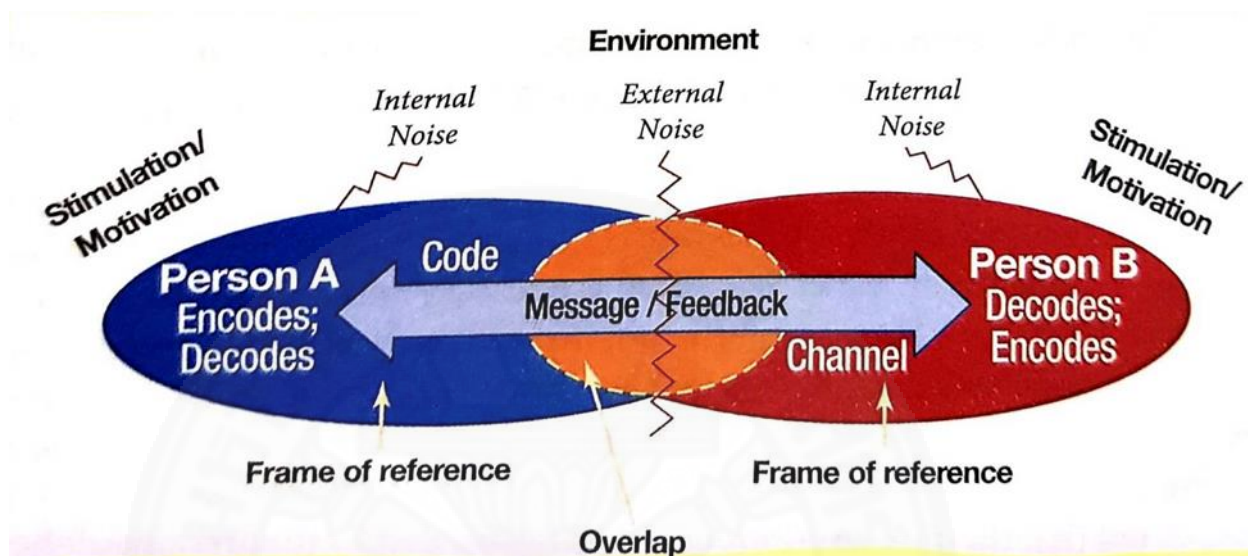 Environment
Internal
Noise
External
Noise
Internal
Noise
Stimulation/
Motivation
Stimulation/
Motivation
Code
Person A
Encodes;
Decodes
Message / Feedback
Person B
Decodes;
Encodes
Channel
Frame of reference
Frame of reference
Overlap